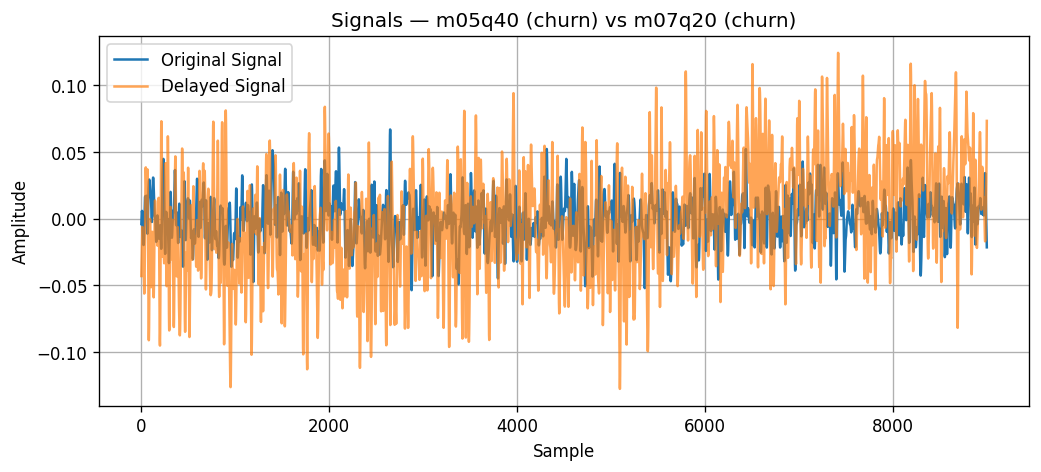 Signals — m05q40 (churn) vs m07q20 (churn)
Original Signal
Delayed Signal
0.10
0.05
0.00
−0.05
−0.10
Amplitude
0 2000 4000 6000 8000
Sample